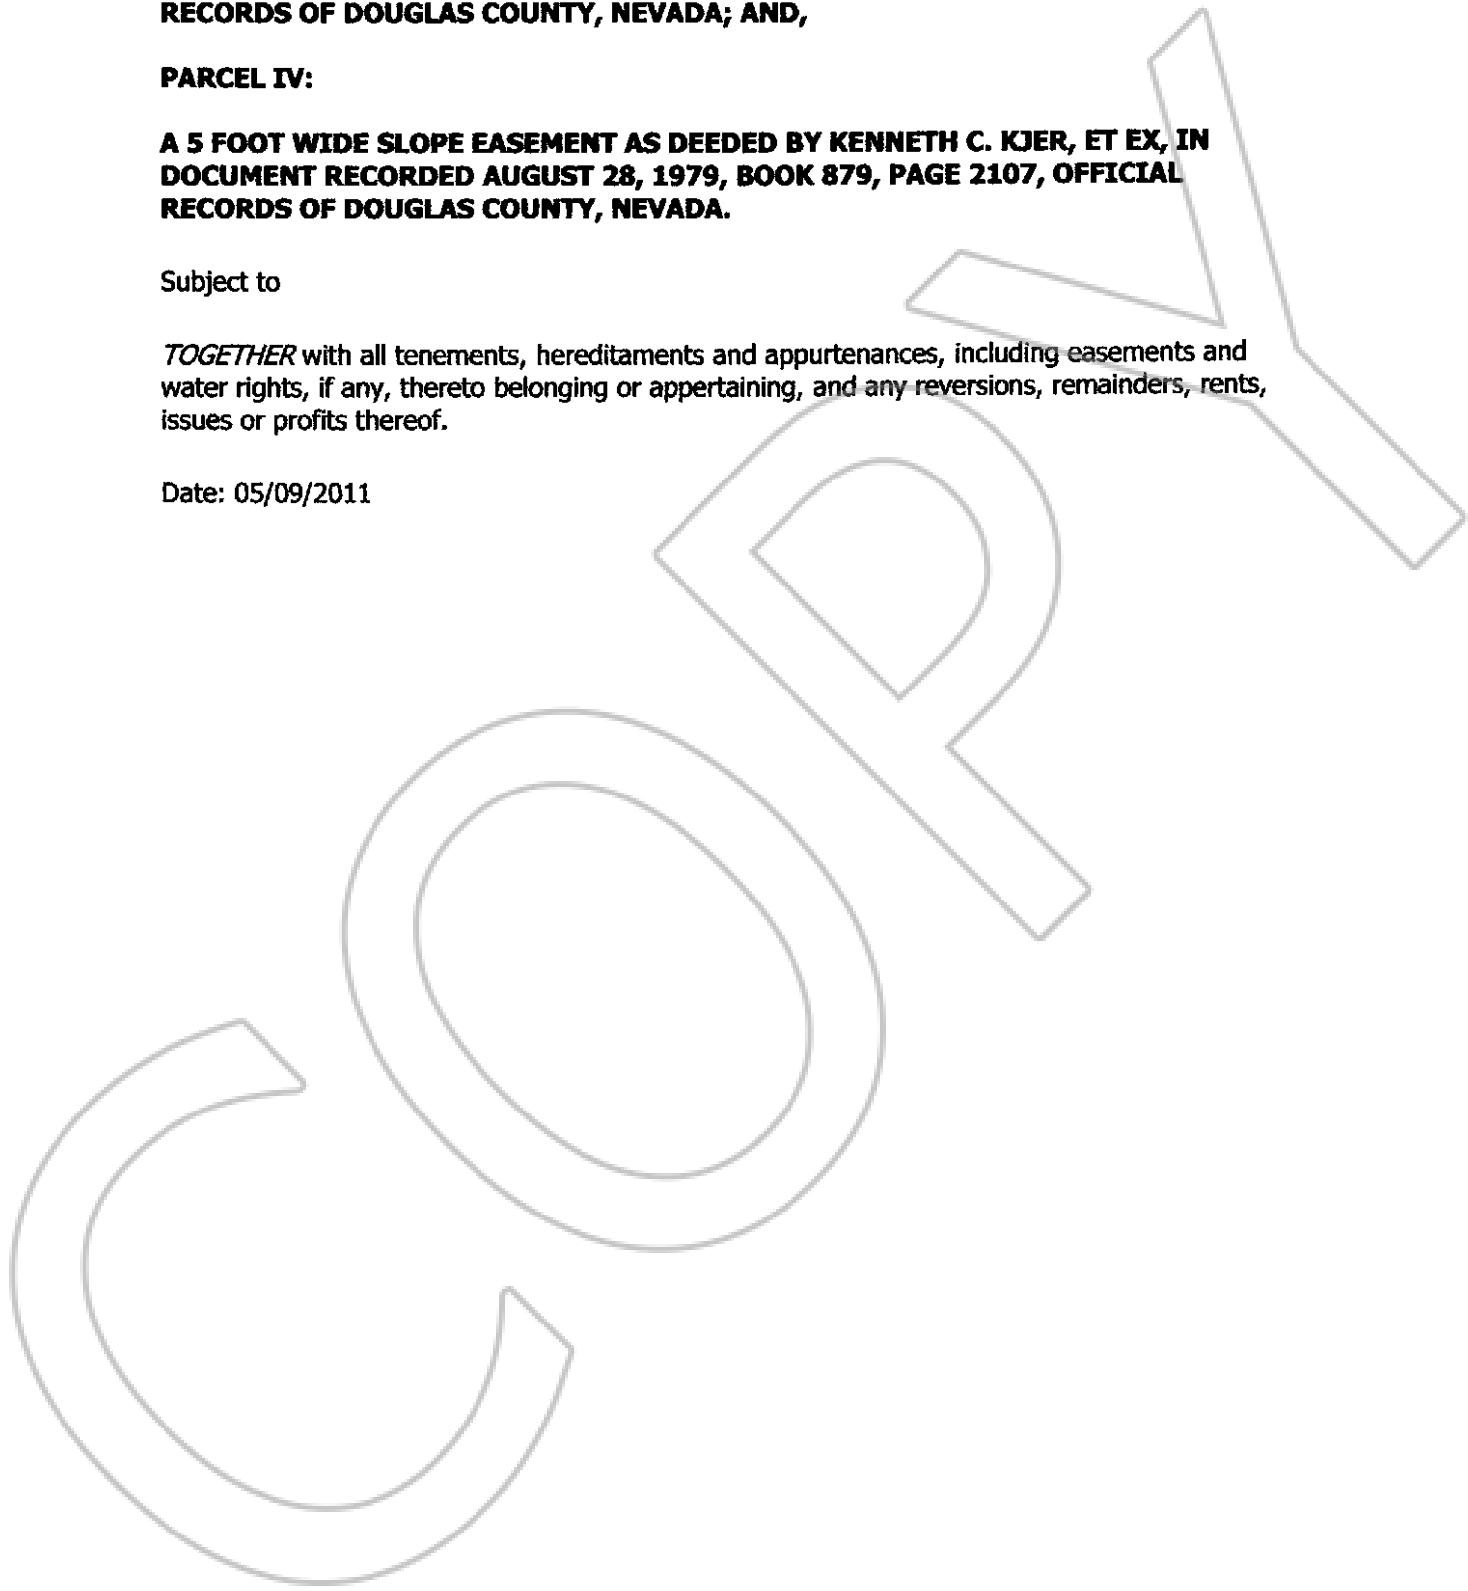 RECORDS OF DOUGLAS COUNTY, NEVADA; AND,
PARCEL IV:
A 5 FOOT WIDE SLOPE EASEMENT AS DEEDED BY KENNETH C. KJER, ET EX, IN
DOCUMENT RECORDED AUGUST 28, 1979, BOOK 879, PAGE 2107, OFFICIAL
RECORDS OF DOUGLAS COUNTY, NEVADA.
Subject to
TOGETHER with all tenements, hereditaments and appurtenances, including easements and
water rights, if any, thereto belonging or appertaining, and any reversions, remainders, rents,
issues or profits thereof.
Date: 05/09/2011
COPY